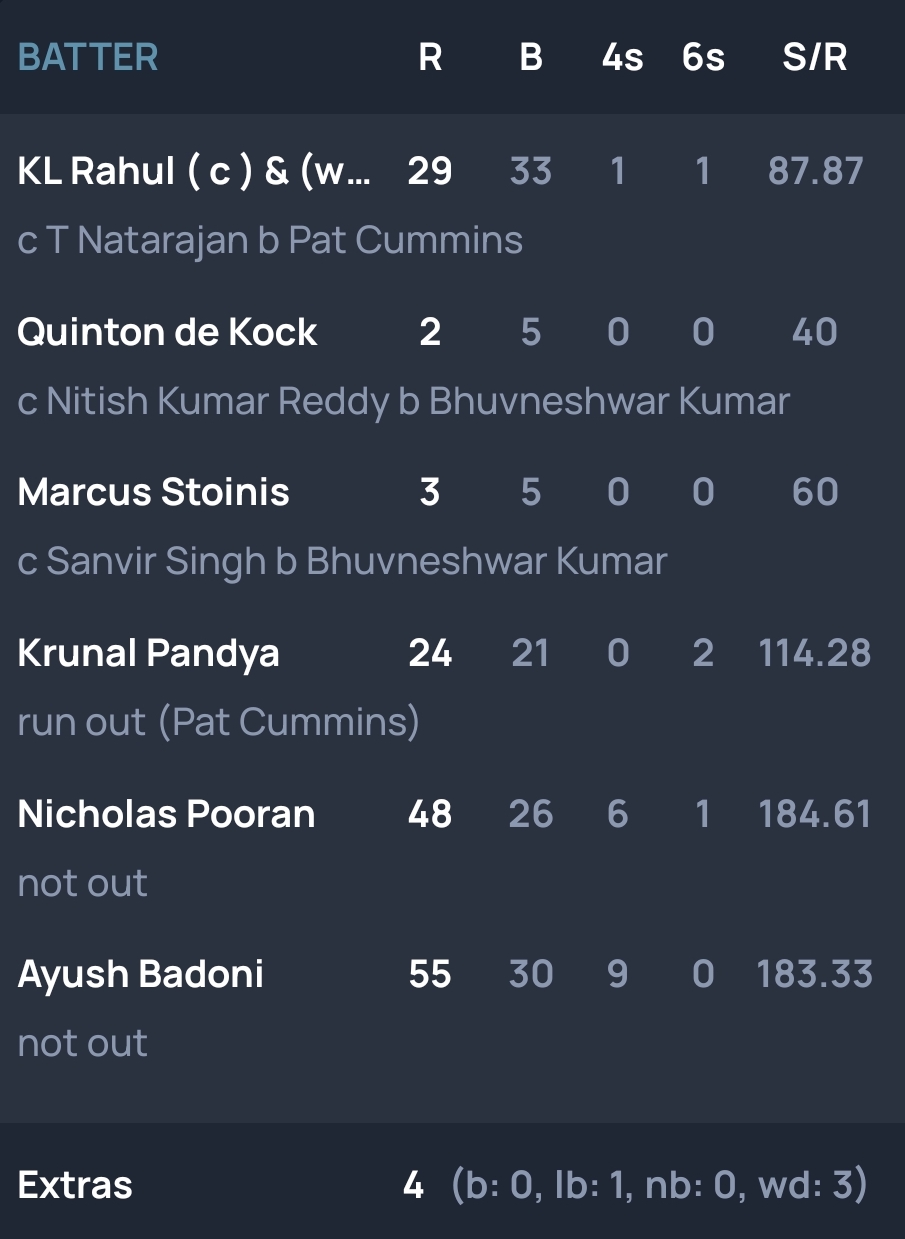 BATTER R B 4s 6s S/R
KL Rahul ( c ) & (w... 29 33 1 1 87.87
c T Natarajan b Pat Cummins
Quinton de Kock 2 5 0 0 40
c Nitish Kumar Reddy b Bhuvneshwar Kumar
Marcus Stoinis 3 5 0 0 60
c Sanvir Singh b Bhuvneshwar Kumar
Krunal Pandya 24 21 0 2 114.28
run out (Pat Cummins)
Nicholas Pooran 48 26 6 1 184.61
not out
Ayush Badoni 55 30 9 0 183.33
not out
Extras 4 (b: 0, lb: 1, nb: 0, wd: 3)